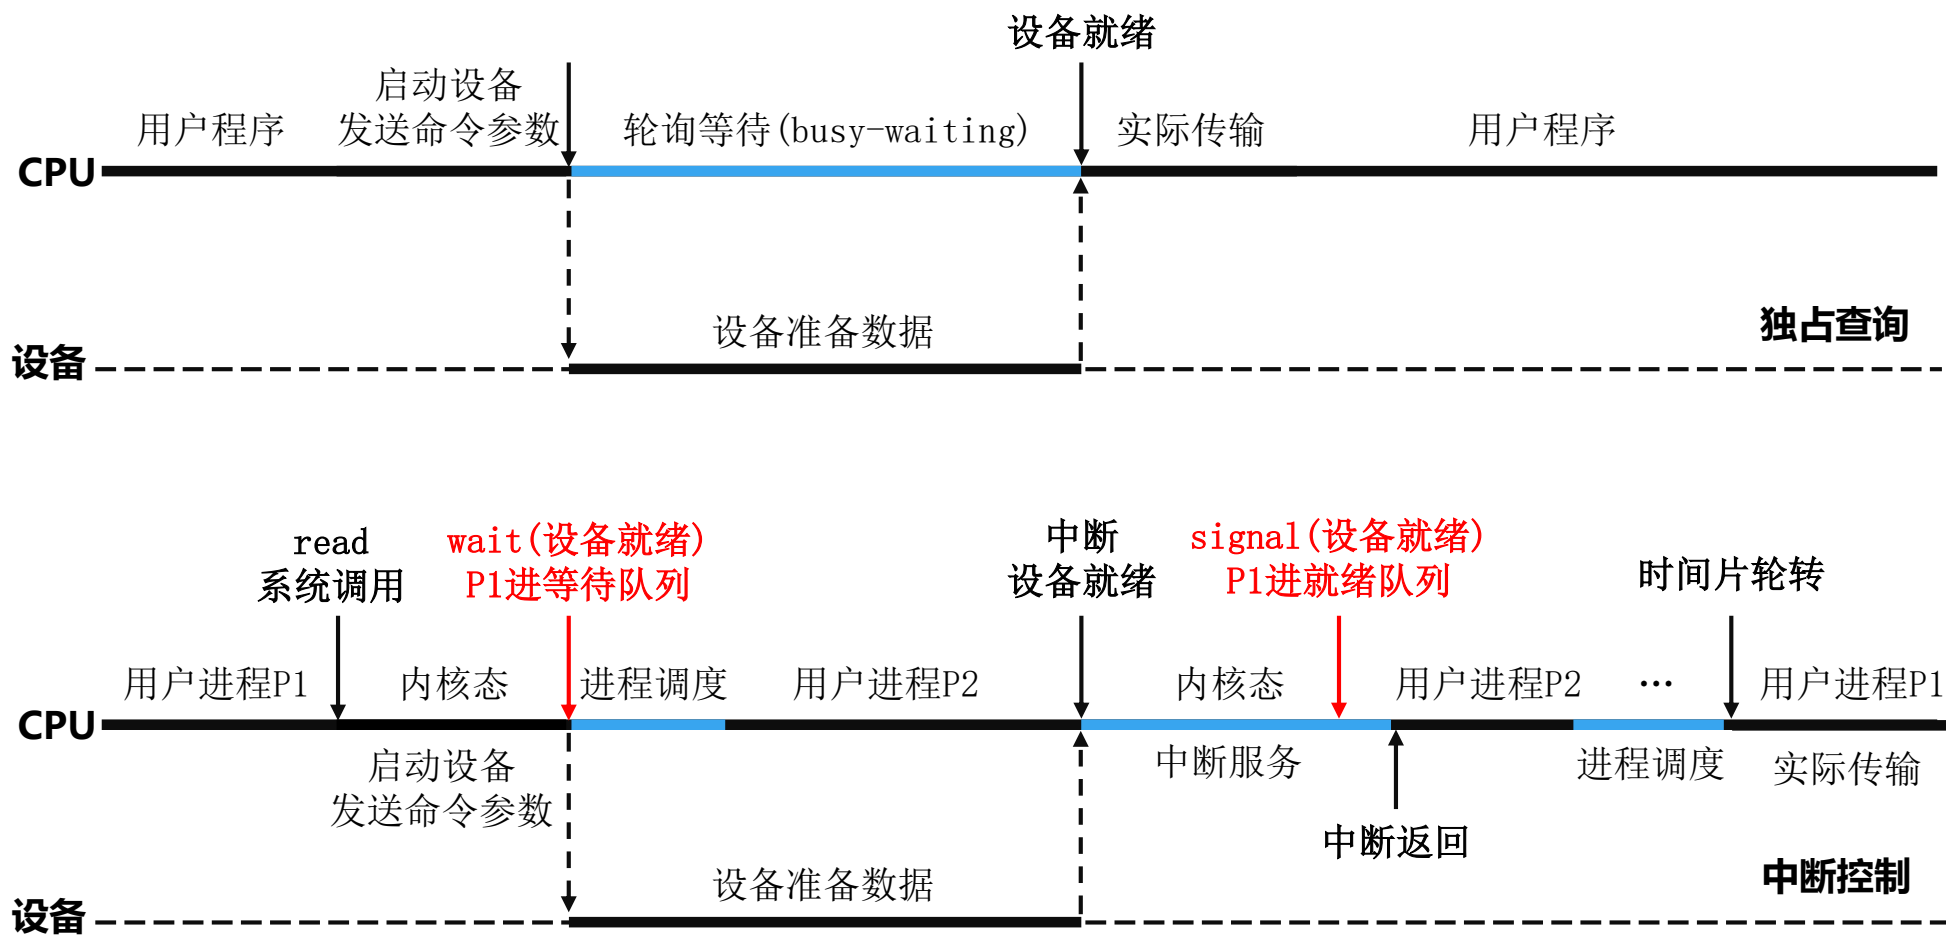 设备就绪
启动设备
用户程序
发送命令参数
轮询等待(busy-waiting)
实际传输
用户程序
CPU
独占查询
设备准备数据
设备
read
系统调用
wait(设备就绪)
P1进等待队列
中断
设备就绪
signal(设备就绪)
P1进就绪队列
时间片轮转
用户进程P1
内核态
进程调度
用户进程P2
内核态
用户进程P2
…
用户进程P1
CPU
启动设备
发送命令参数
中断服务
进程调度
实际传输
中断返回
中断控制
设备准备数据
设备